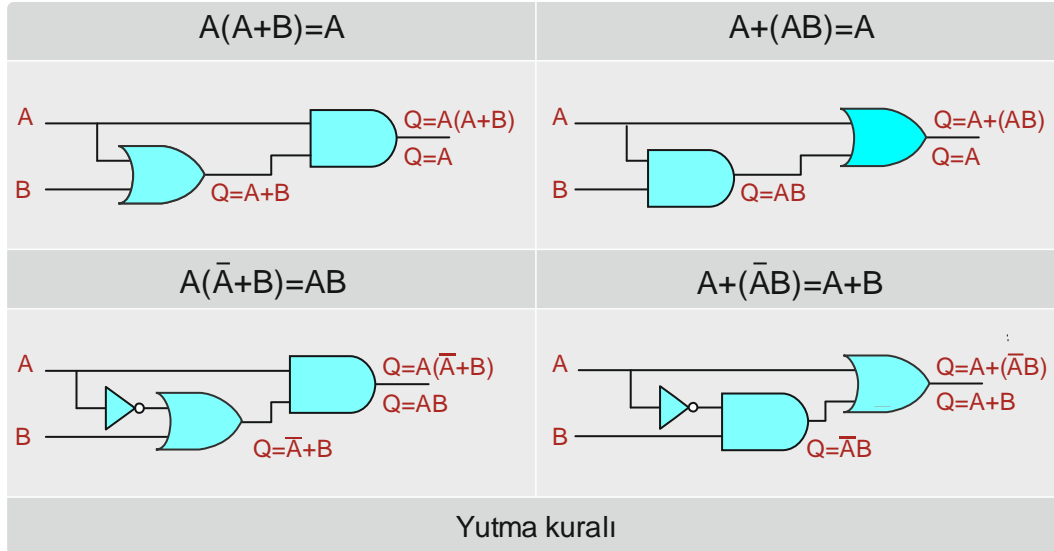 A(A+B)=A
A+(AB)=A
A
Q=A(A+B)
Q=A
B
Q=A+B
A
Q=A+(AB)
Q=A
B
Q=AB
A(Ā+B)=AB
A+(ĀB)=A+B
A
Q=A(Ā+B)
Q=AB
B
Q=Ā+B
A
Q=A+(ĀB)
Q=A+B
B
Q=ĀB
Yutma kuralı